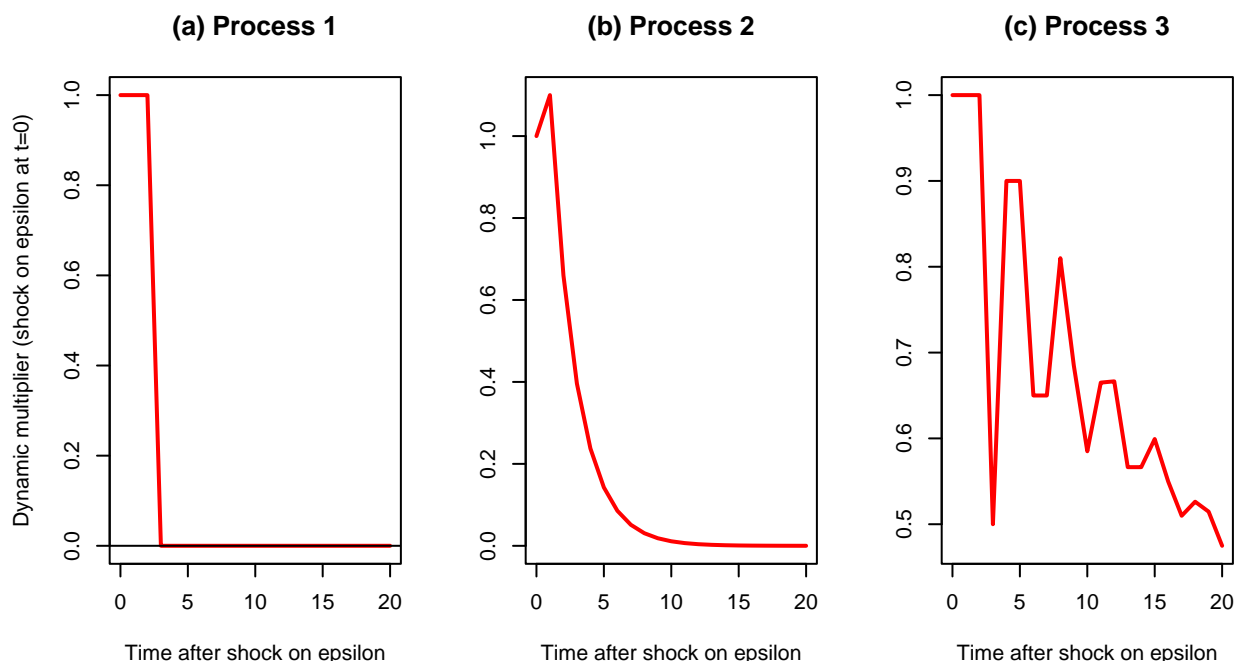 (a) Process 1
Dynamic multiplier (shock on epsilon at t=0)
0.0 0.2 0.4 0.6 0.8 1.0
0 5 10 15 20
Time after shock on epsilon
(b) Process 2
0.0 0.2 0.4 0.6 0.8 1.0
0 5 10 15 20
Time after shock on epsilon
(c) Process 3
0.5 0.6 0.7 0.8 0.9 1.0
0 5 10 15 20
Time after shock on epsilon